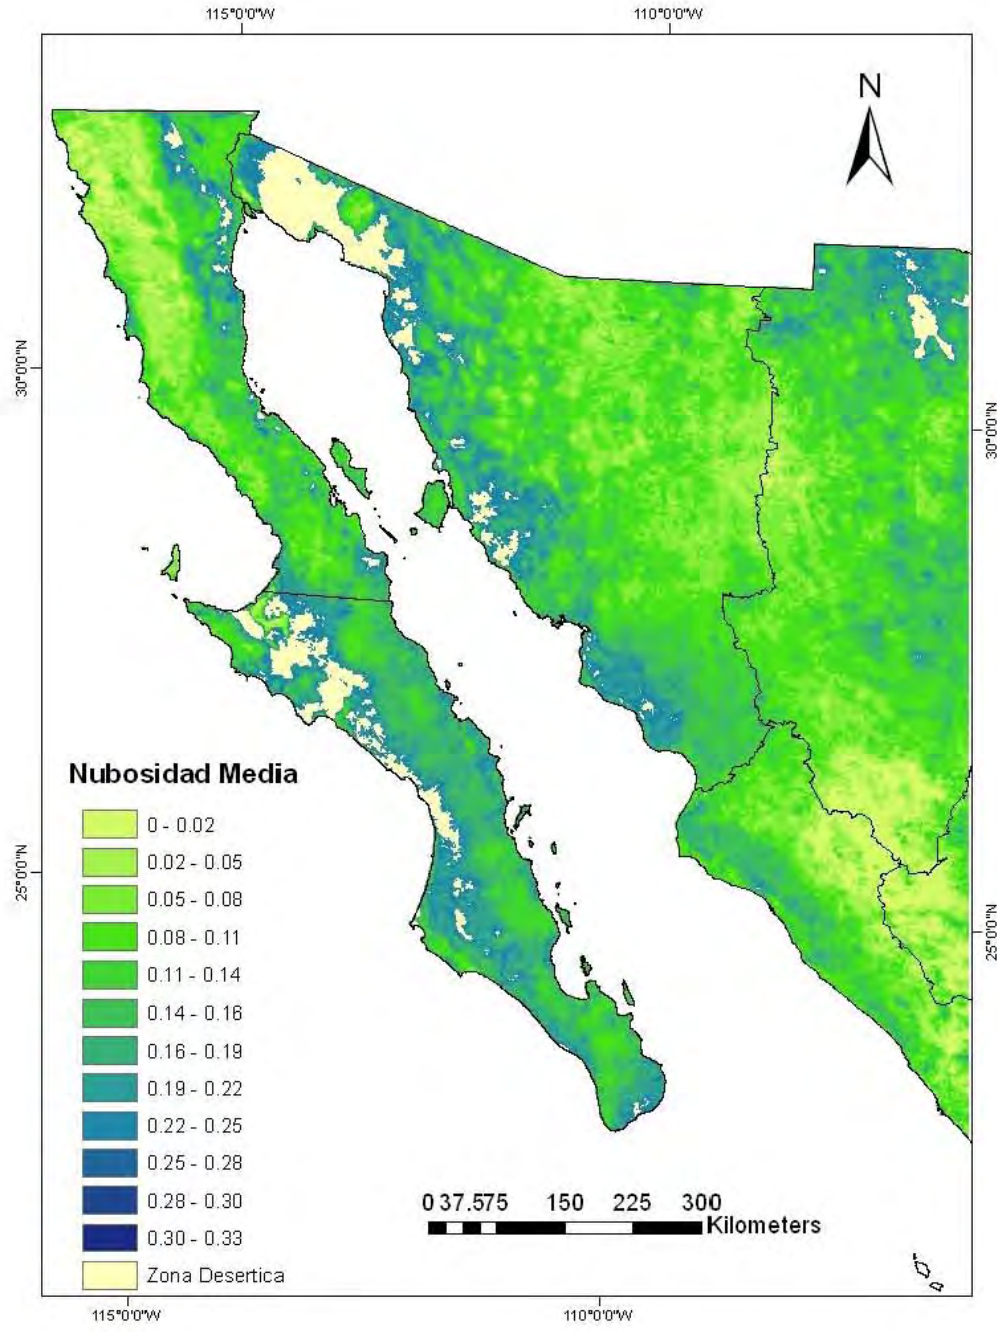 115°0'0"W 110°0'0"W
N
30°0'0"N
30°0'0"N
Nubosidad Media
0 - 0.02
0.02 - 0.05
25°0'0"N
0.05 - 0.08
0.08 - 0.11
25°0'0"N
0.11 - 0.14
0.14 - 0.16
0.16 - 0.19
0.19 - 0.22
0.22 - 0.25
0.25 - 0.28
0.28 - 0.30
0.30 - 0.33
Zona Desertica
0 37.575 150 225 300
Kilometers
115°0'0"W 110°0'0"W